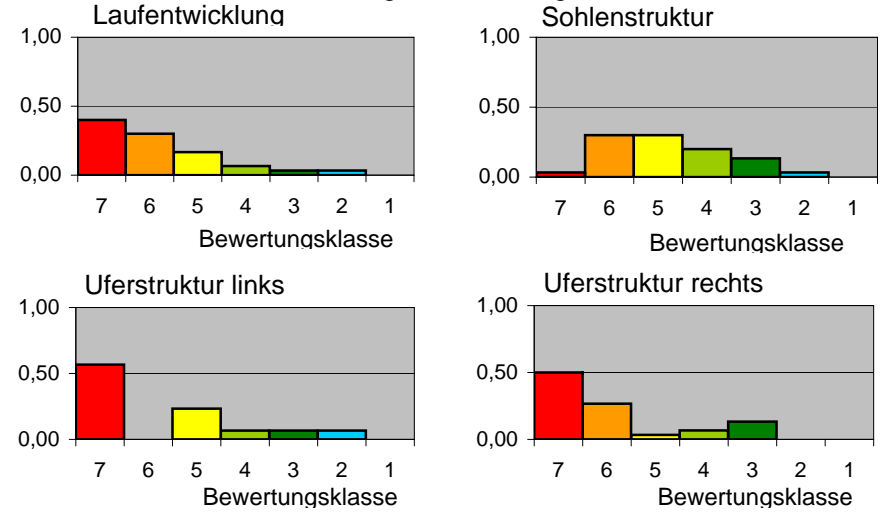 Laufentwicklung
1,00
0,50
0,00
7 6 5 4 3 2 1
Bewertungsklasse
Sohlenstruktur
1,00
0,50
0,00
7 6 5 4 3 2 1
Bewertungsklasse
Uferstruktur links
1,00
0,50
0,00
7 6 5 4 3 2 1
Bewertungsklasse
Uferstruktur rechts
1,00
0,50
0,00
7 6 5 4 3 2 1
Bewertungsklasse